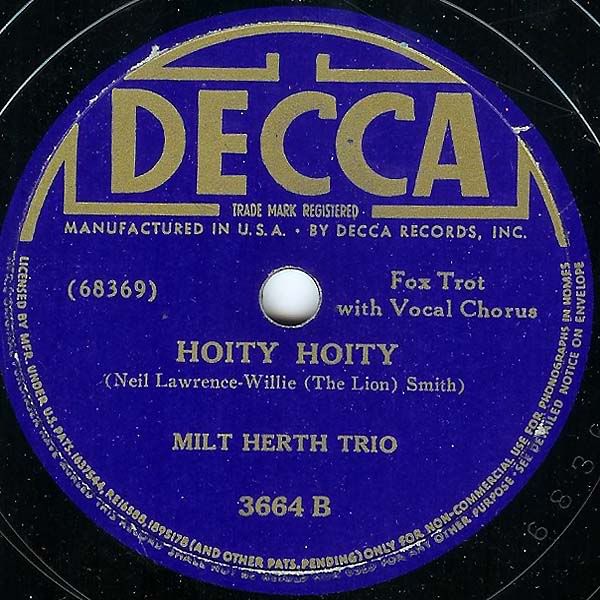 DECCA
TRADE MARK REGISTERED
MANUFACTURED IN U.S.A. • BY DECCA RECORDS, INC.
(68369)
Fox Trot
with Vocal Chorus
HOITY HOITY
(Neil Lawrence-Willie (The Lion) Smith)
MILT HERTH TRIO
3664 B
LICENSED BY MFR. UNDER U.S. PATS. 1637544, RE16588, 1895178 (AND OTHER PATS. PENDING) ONLY FOR NON-COMMERCIAL USE FOR PHONOGRAPHS IN HOMES
ANY OTHER PURPOSE - SEE DETAILED NOTICE ON ENVELOPE